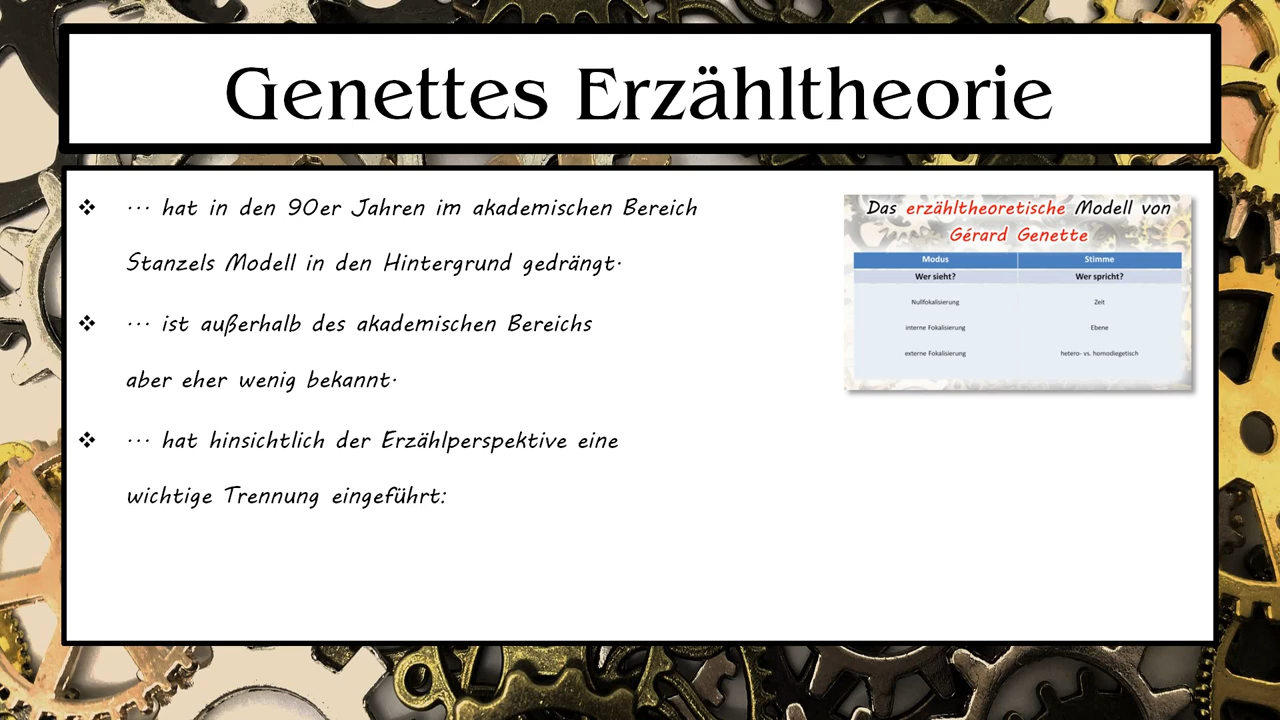 Genettes Erzähltheorie
❖ ... hat in den 90er Jahren im akademischen Bereich
Stanzels Modell in den Hintergrund gedrängt.
❖ ... ist außerhalb des akademischen Bereichs
aber eher wenig bekannt.
❖ ... hat hinsichtlich der Erzählperspektive eine
wichtige Trennung eingeführt:
Das erzähltheoretische Modell von
Gérard Genette
Modus Stimme
Wer sieht? Wer spricht?
Nullfokalisierung Zeit
interne Fokalisierung Ebene
externe Fokalisierung hetero- vs. homodiegetisch